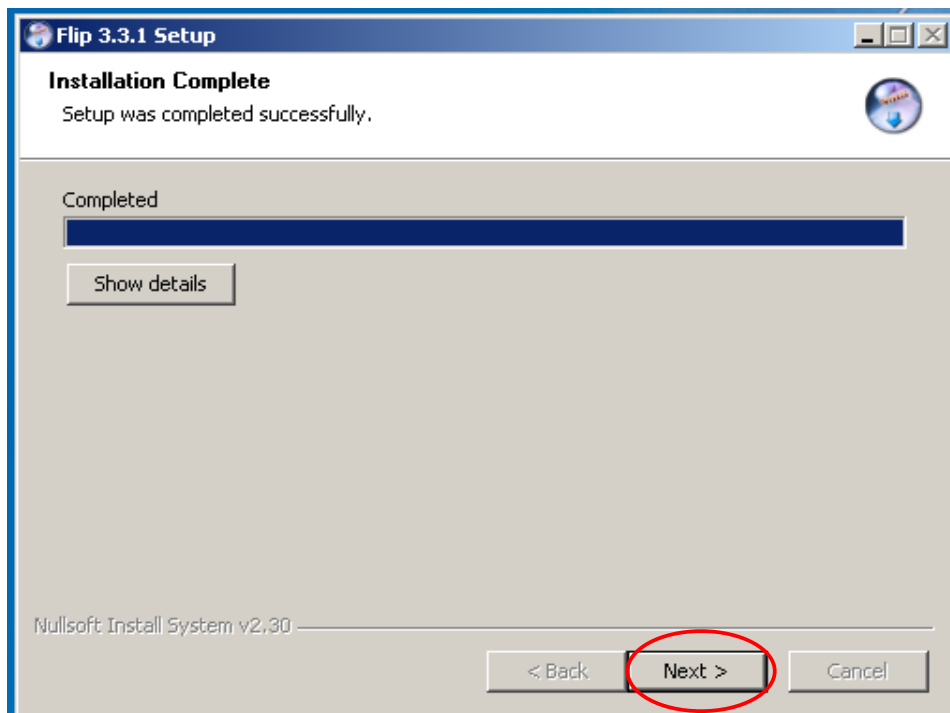 Flip 3.3.1 Setup
Installation Complete
Setup was completed successfully.
Completed
Show details
Nullsoft Install System v2.30
< Back
Next >
Cancel